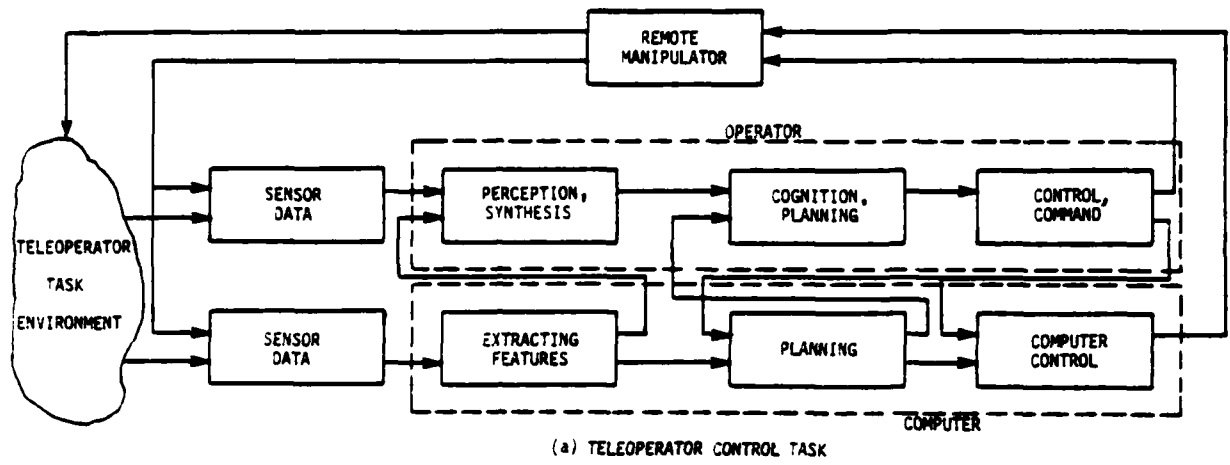 REMOTE
MANIPULATOR
OPERATOR
SENSOR
DATA
PERCEPTION,
SYNTHESIS
COGNITION,
PLANNING
CONTROL,
COMMAND
TELEOPERATOR
TASK
ENVIRONMENT
SENSOR
DATA
EXTRACTING
FEATURES
PLANNING
COMPUTER
CONTROL
COMPUTER
(a) TELEOPERATOR CONTROL TASK